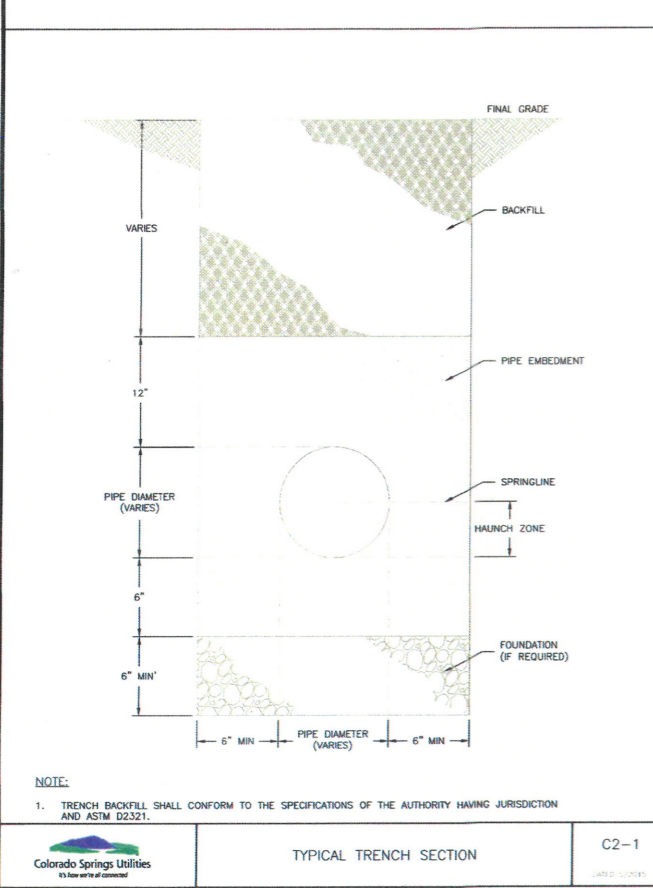 FINAL GRADE
BACKFILL
VARIES
PIPE EMBEDMENT
12"
SPRINGLINE
PIPE DIAMETER
(VARIES)
HAUNCH ZONE
6"
FOUNDATION
(IF REQUIRED)
6" MIN'
6" MIN
PIPE DIAMETER
(VARIES)
6" MIN
NOTE:
1. TRENCH BACKFILL SHALL CONFORM TO THE SPECIFICATIONS OF THE AUTHORITY HAVING JURISDICTION
AND ASTM D2321.
Colorado Springs Utilities
It's how we're all connected
TYPICAL TRENCH SECTION
C2-1